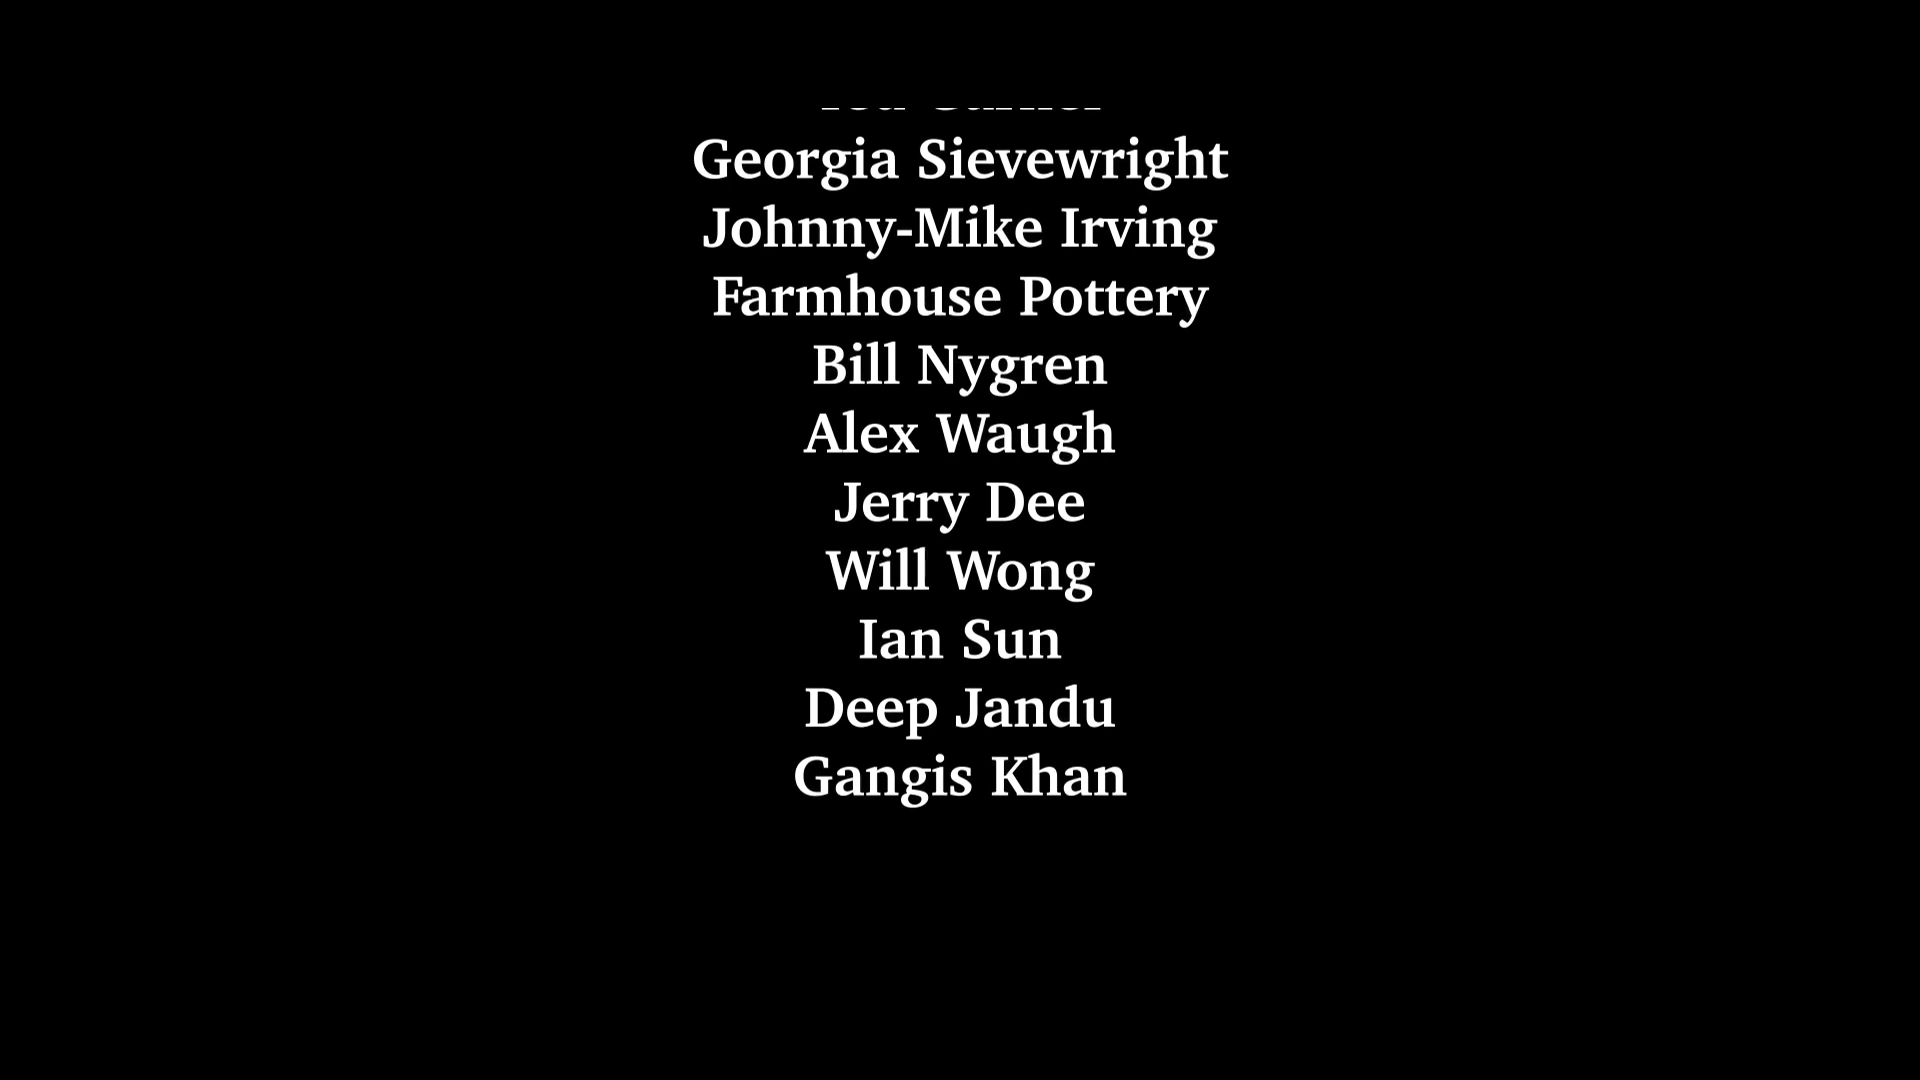 Georgia Sievewright
Johnny-Mike Irving
Farmhouse Pottery
Bill Nygren
Alex Waugh
Jerry Dee
Will Wong
Ian Sun
Deep Jandu
Gangis Khan